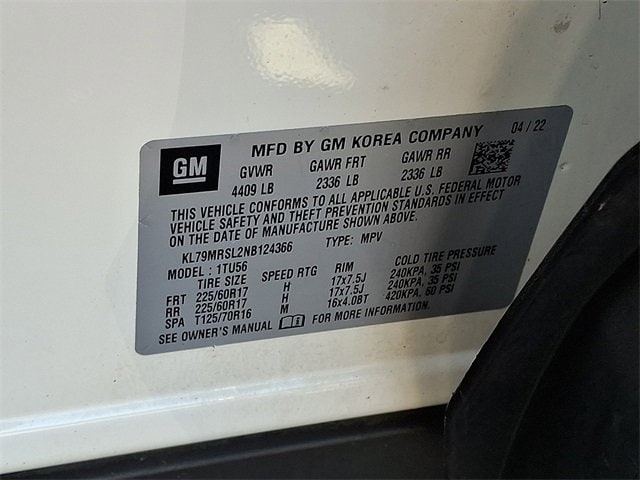 GM
MFD BY GM KOREA COMPANY 04 / 22
GVWR GAWR FRT GAWR RR
4409 LB 2336 LB 2336 LB
THIS VEHICLE CONFORMS TO ALL APPLICABLE U.S. FEDERAL MOTOR
VEHICLE SAFETY AND THEFT PREVENTION STANDARDS IN EFFECT
ON THE DATE OF MANUFACTURE SHOWN ABOVE.
KL79MRSL2NB124366 TYPE: MPV
MODEL : 1TU56
TIRE SIZE SPEED RTG RIM COLD TIRE PRESSURE
FRT 225/60R17 H 17x7.5J 240KPA, 35 PSI
RR 225/60R17 H 17x7.5J 240KPA, 35 PSI
SPA T125/70R16 M 16x4.0BT 420KPA, 60 PSI
SEE OWNER'S MANUAL FOR MORE INFORMATION.